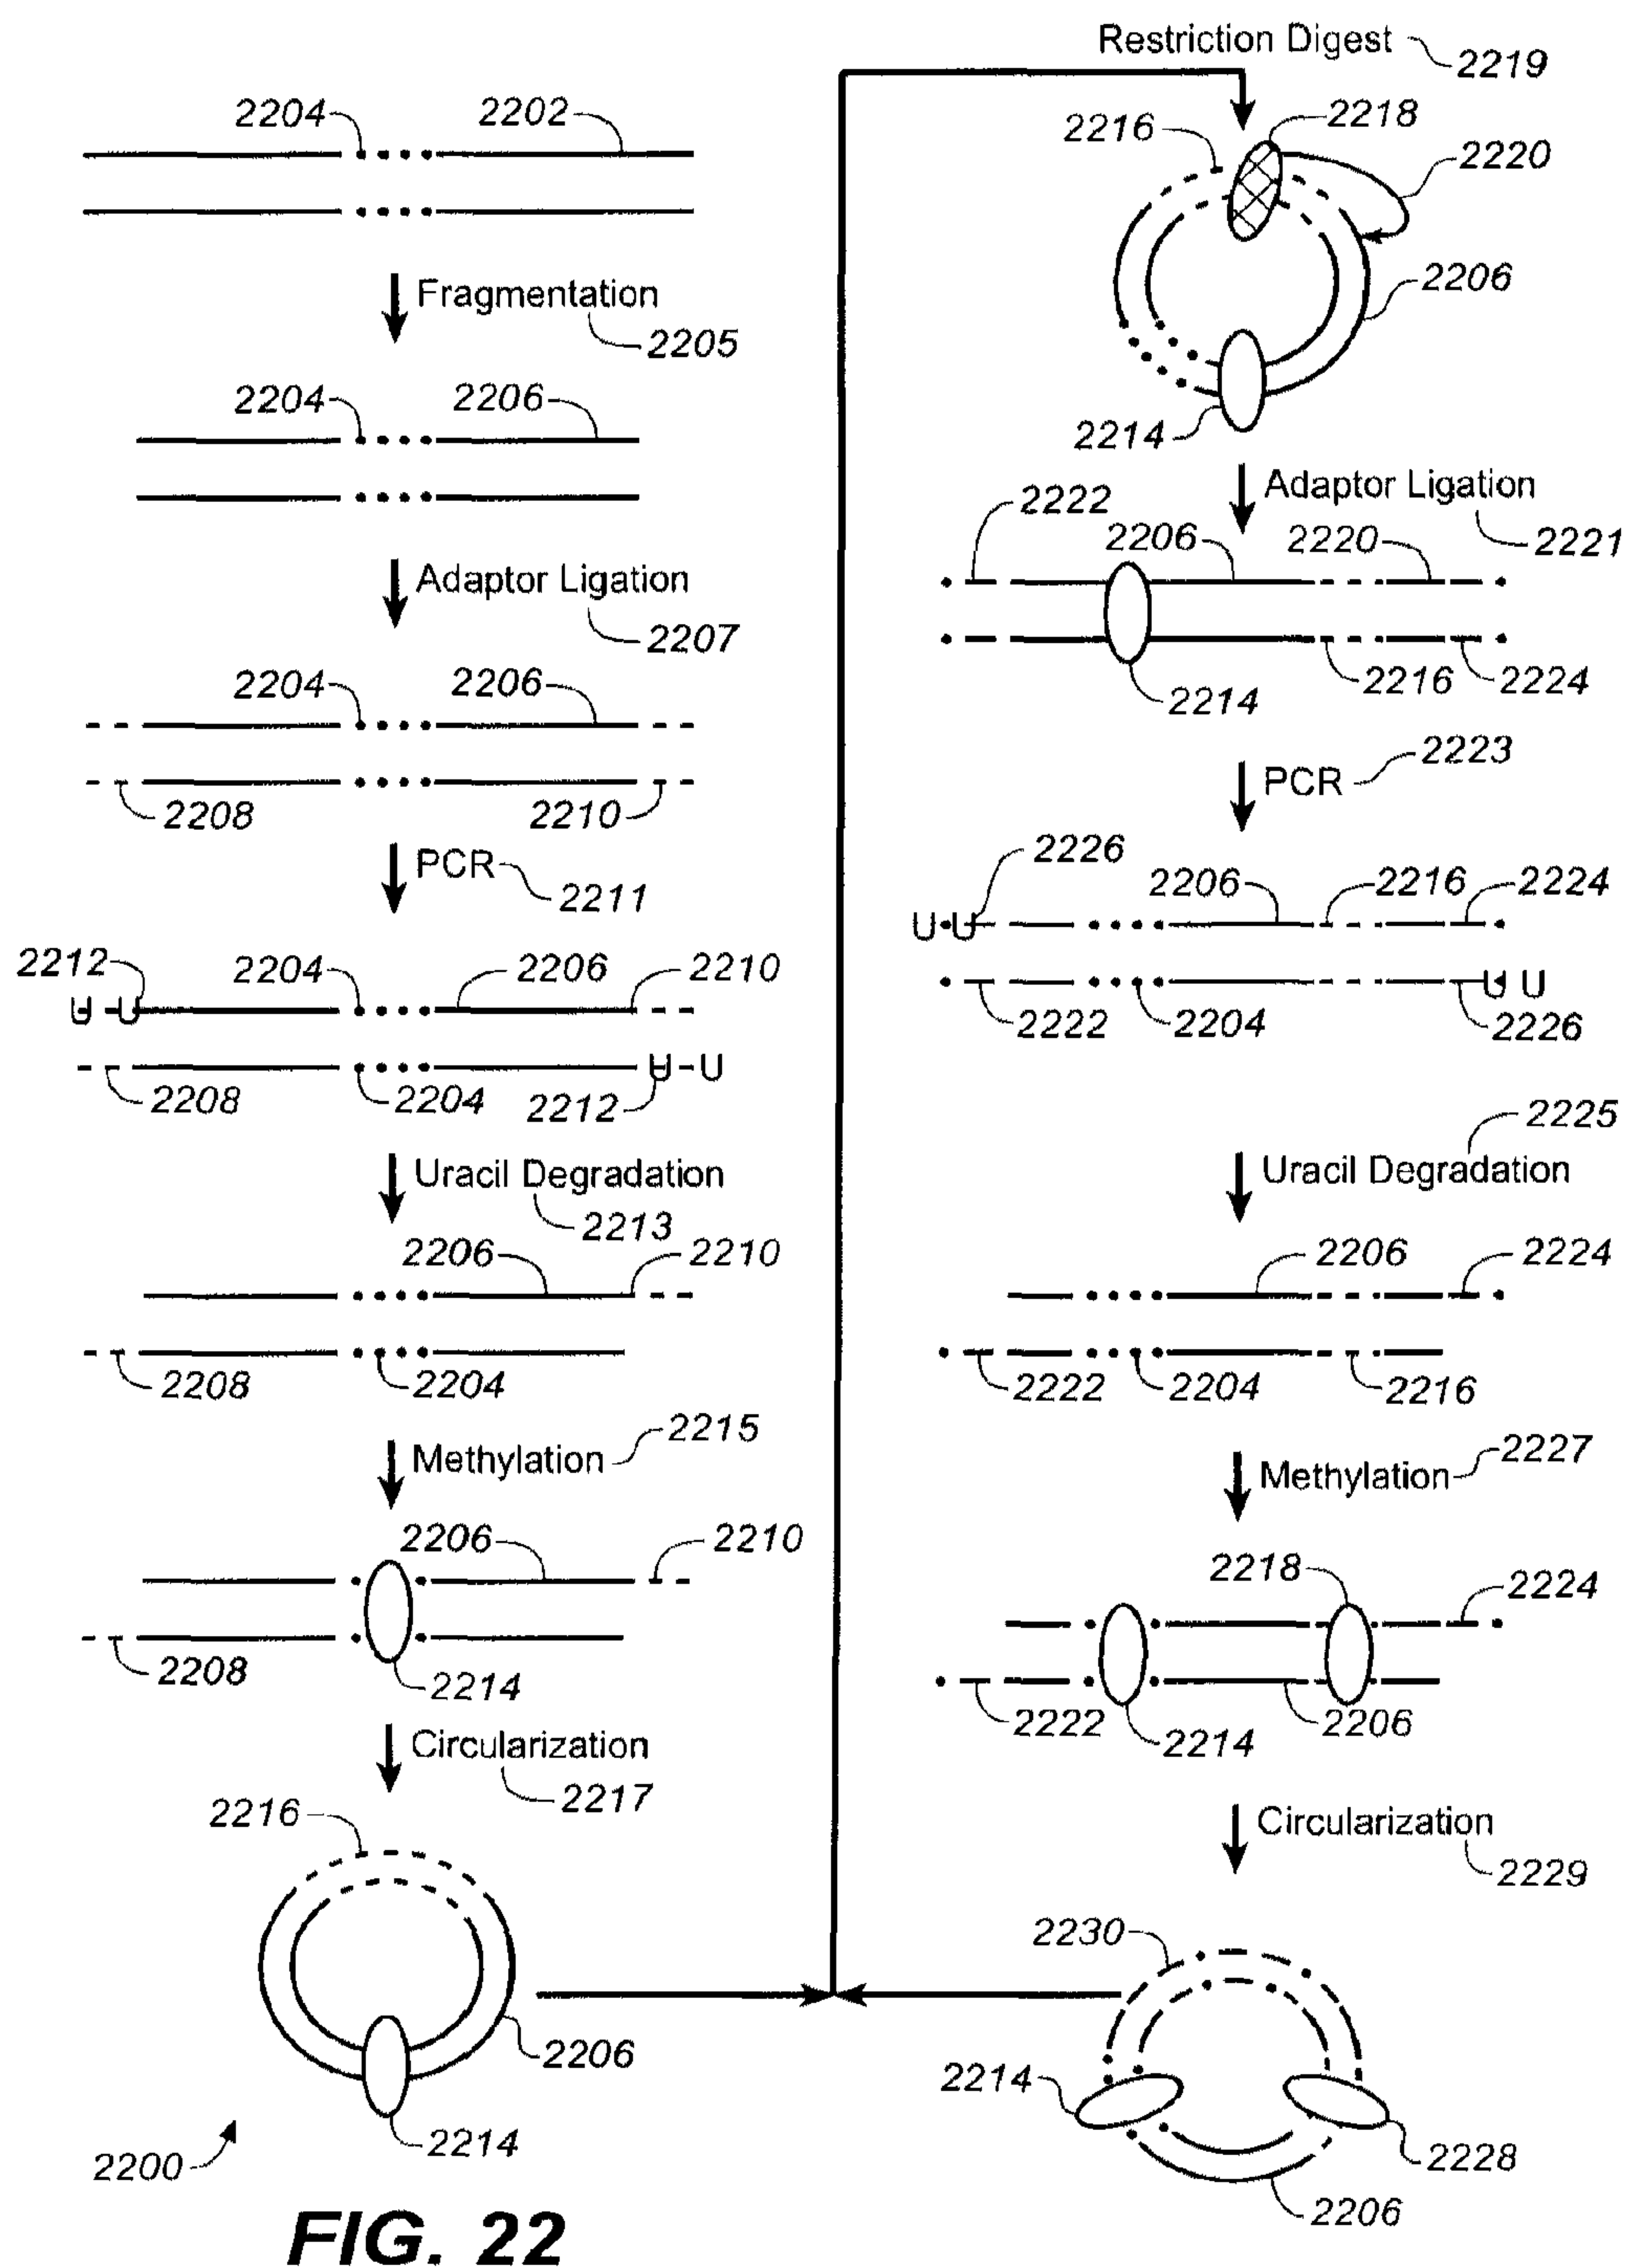 2204 2202
Fragmentation
2205
2204 2206
Adaptor Ligation
2207
2204 2206
2208 2210
PCR
2211
2212 2204 2206 2210
U U
U U
2208 2204 2212
Uracil Degradation
2213
2206 2210
2208 2204
2215
Methylation
2206 2210
2208 2214
Circularization
2217
2216
2206
2214
2200
FIG. 22
Restriction Digest 2219
2216 2218
2220
2206
2214
Adaptor Ligation
2221
2222
2206 2220
2216 2224
2214
2223
PCR
2226
2206 2216 2224
U U
U U
2222 2204 2226
2225
Uracil Degradation
2206 2224
2222 2204 2216
2227
Methylation
2218 2224
2222 2214 2206
Circularization
2229
2230
2214
2228
2206